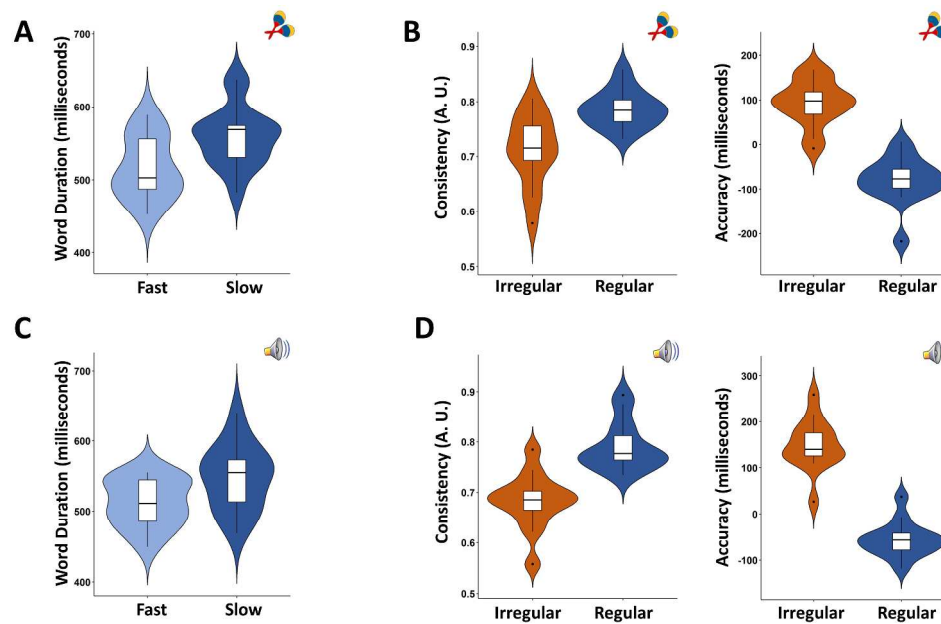 A
Word Duration (milliseconds)
700
600
500
400
Fast Slow
B
Consistency (A. U.)
0.9
0.8
0.7
0.6
0.5
Irregular Regular
Accuracy (milliseconds)
200
100
0
-100
-200
Irregular Regular
C
Word Duration (milliseconds)
700
600
500
400
Fast Slow
D
Consistency (A. U.)
0.9
0.8
0.7
0.6
0.5
Irregular Regular
Accuracy (milliseconds)
300
200
100
0
-100
Irregular Regular